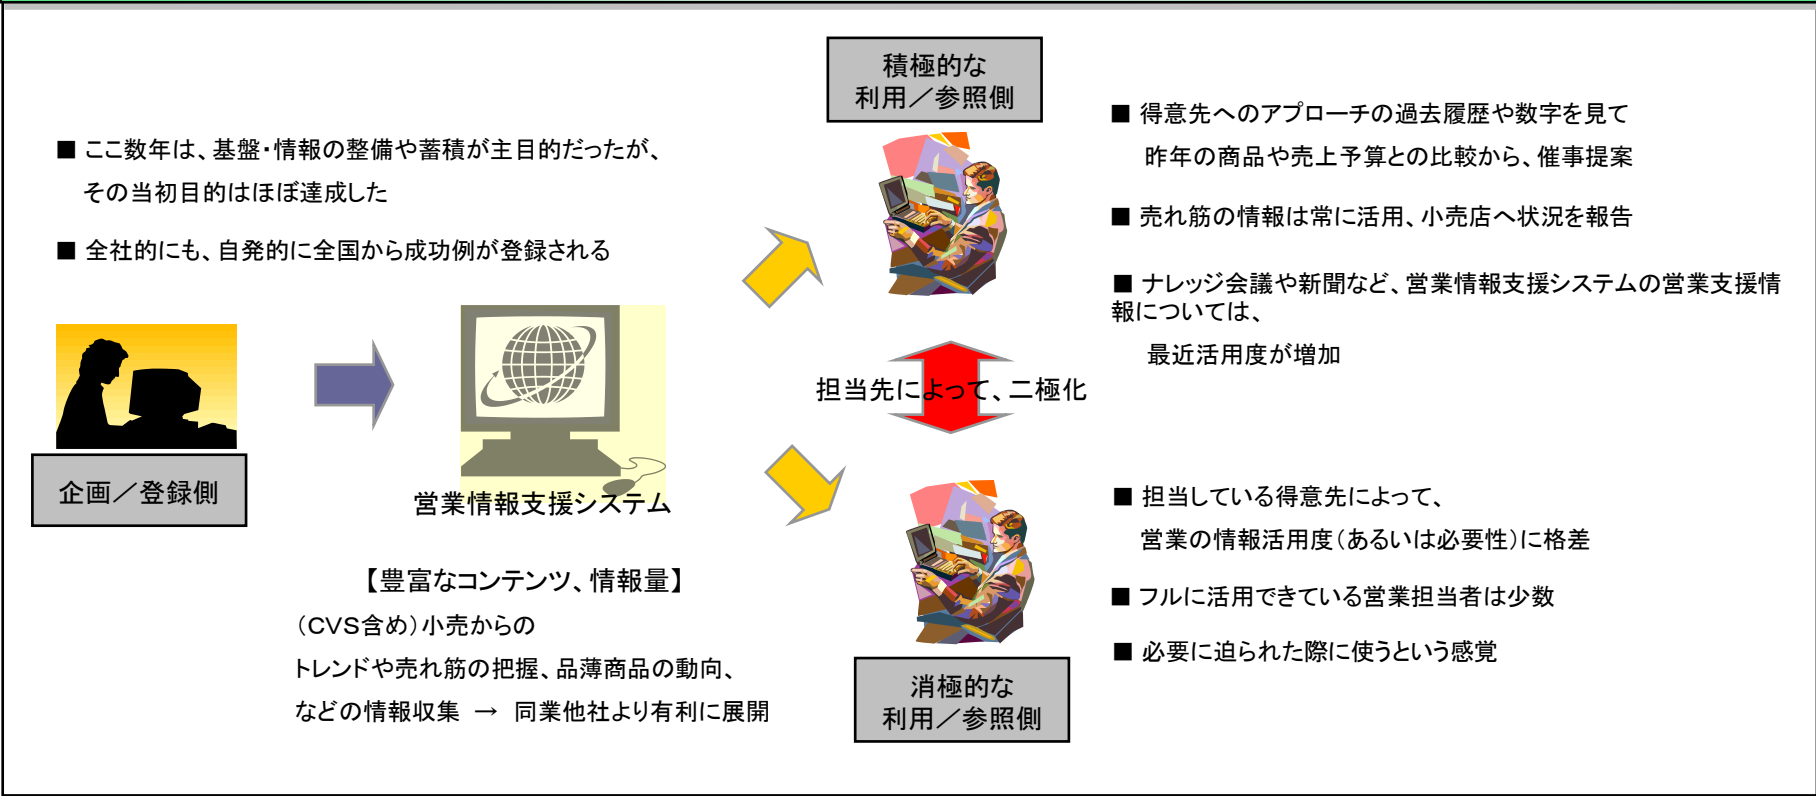 ■ ここ数年は、基盤・情報の整備や蓄積が主目的だったが、
その当初目的はほぼ達成した
■ 全社的にも、自発的に全国から成功例が登録される
企画／登録側
営業情報支援システム
【豊富なコンテンツ、情報量】
（CVS含め）小売からの
トレンドや売れ筋の把握、品薄商品の動向、
などの情報収集 → 同業他社より有利に展開
積極的な
利用／参照側
担当先によって、二極化
消極的な
利用／参照側
■ 得意先へのアプローチの過去履歴や数字を見て
昨年の商品や売上予算との比較から、催事提案
■ 売れ筋の情報は常に活用、小売店へ状況を報告
■ ナレッジ会議や新聞など、営業情報支援システムの営業支援情
報については、
最近活用度が増加
■ 担当している得意先によって、
営業の情報活用度（あるいは必要性）に格差
■ フルに活用できている営業担当者は少数
■ 必要に迫られた際に使うという感覚